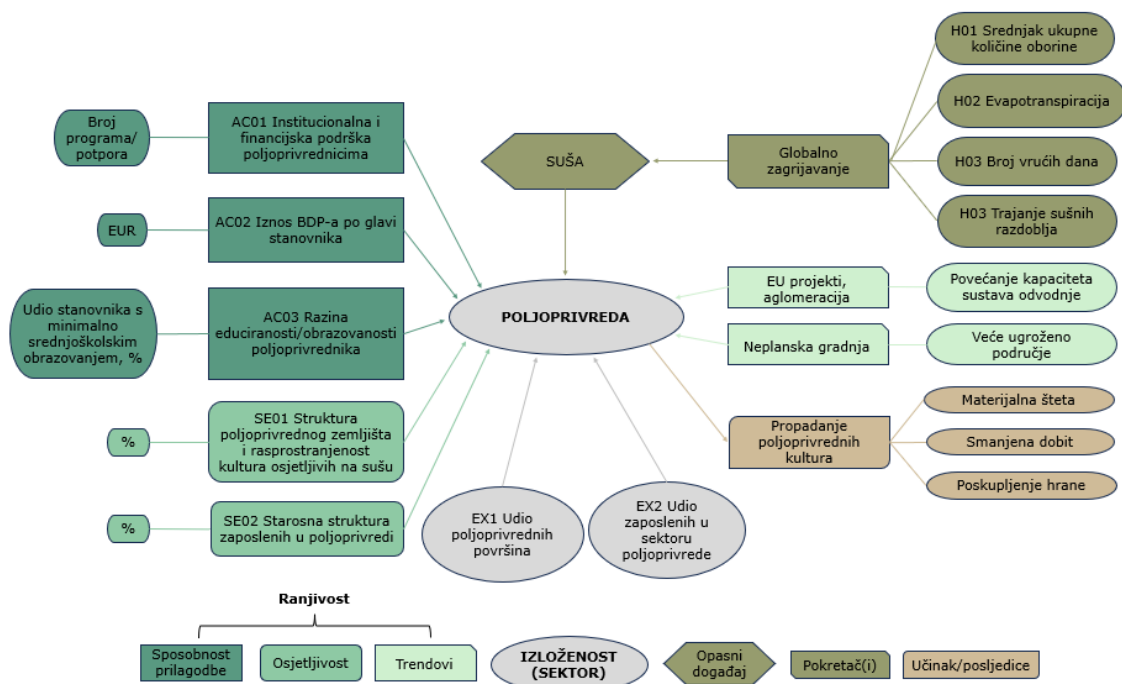 Broj
programa/
potpora
AC01 Institucionalna i
financijska podrška
poljoprivrednicima
EUR
AC02 Iznos BDP-a po glavi
stanovnika
Udio stanovnika s
minimalno
srednjoškolskim
obrazovanjem, %
AC03 Razina
educiranosti/obrazovanosti
poljoprivrednika
%
SE01 Struktura
poljoprivrednog zemljišta
i rasprostranjenost
kultura osjetljivih na sušu
%
SE02 Starosna struktura
zaposlenih u poljoprivredi
SUŠA
POLJOPRIVREDA
EX1 Udio
poljoprivrednih
površina
EX2 Udio
zaposlenih u
sektoru
poljoprivrede
Globalno
zagrijavanje
H01 Srednjak ukupne
količine oborine
H02 Evapotranspiracija
H03 Broj vrućih dana
H03 Trajanje sušnih
razdoblja
EU projekti,
aglomeracija
Povećanje kapaciteta
sustava odvodnje
Neplanska gradnja
Veće ugroženo
područje
Propadanje
poljoprivrednih
kultura
Materijalna šteta
Smanjena dobit
Poskupljenje hrane
Ranjivost
Sposobnost
prilagodbe
Osjetljivost
Trendovi
IZLOŽENOST
(SEKTOR)
Opasni
događaj
Pokretač(i)
Učinak/posljedice